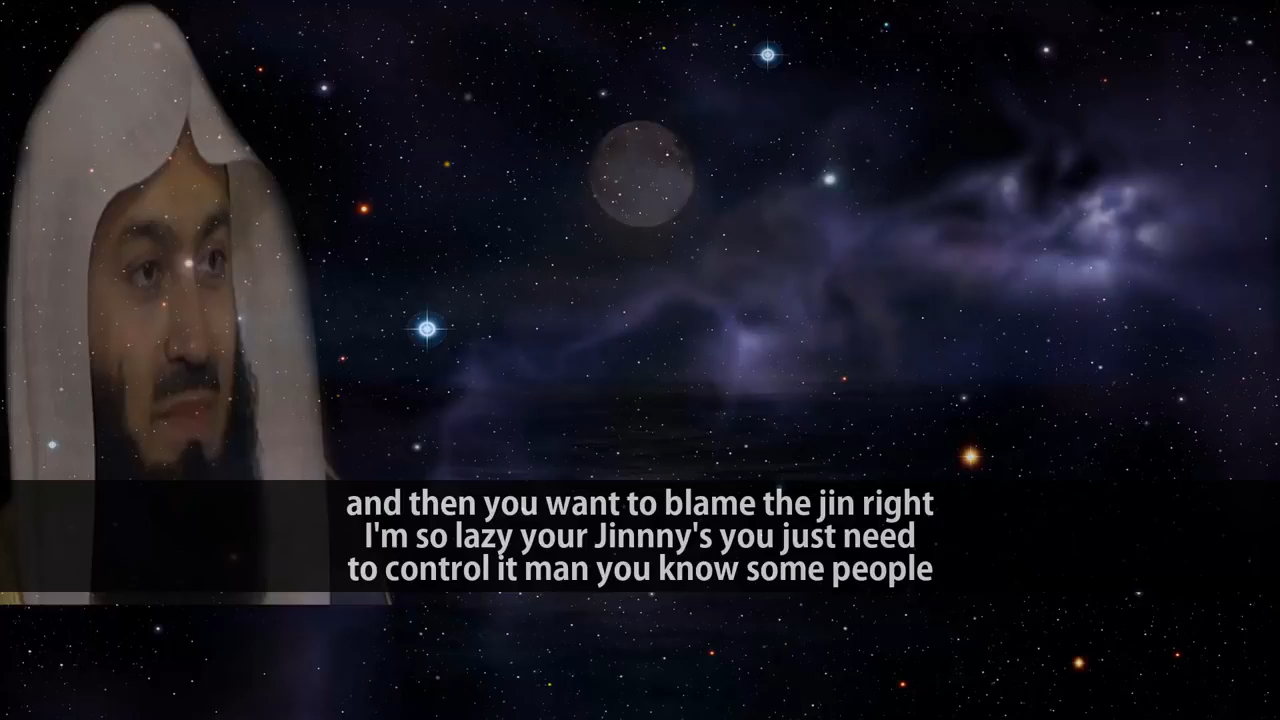 and then you want to blame the jin right
I'm so lazy your Jinnny's you just need
to control it man you know some people